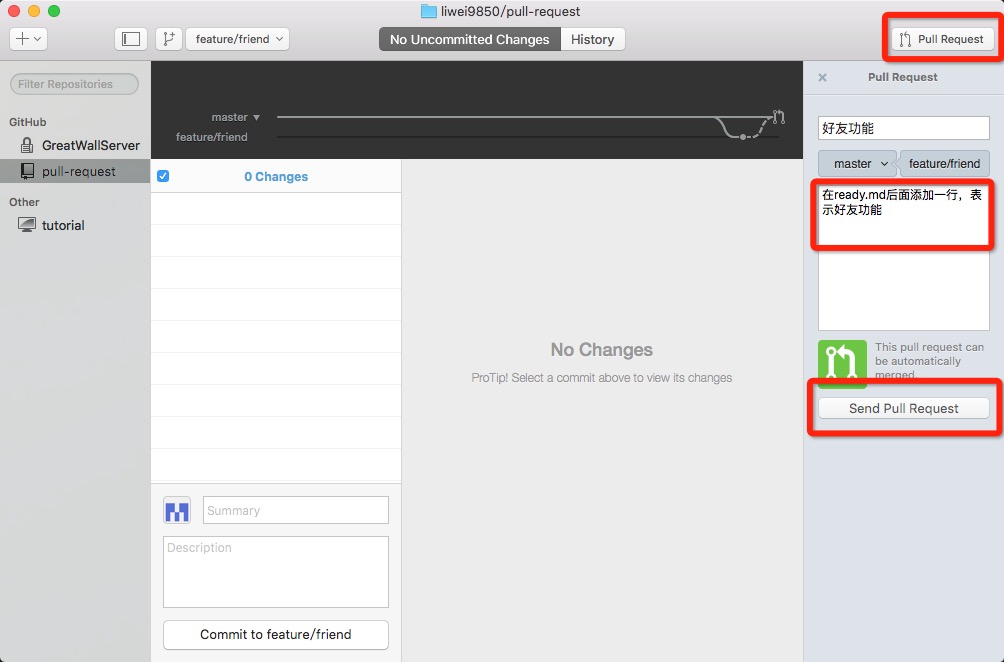 liwei9850/pull-request
feature/friend
No Uncommitted Changes
History
Pull Request
Filter Repositories
GitHub
GreatWallServer
pull-request
Other
tutorial
master
feature/friend
0 Changes
No Changes
ProTip! Select a commit above to view its changes
Summary
Description
Commit to feature/friend
Pull Request
好友功能
master
feature/friend
在ready.md后面添加一行，表
示好友功能
This pull request can
be automatically
merged.
Send Pull Request